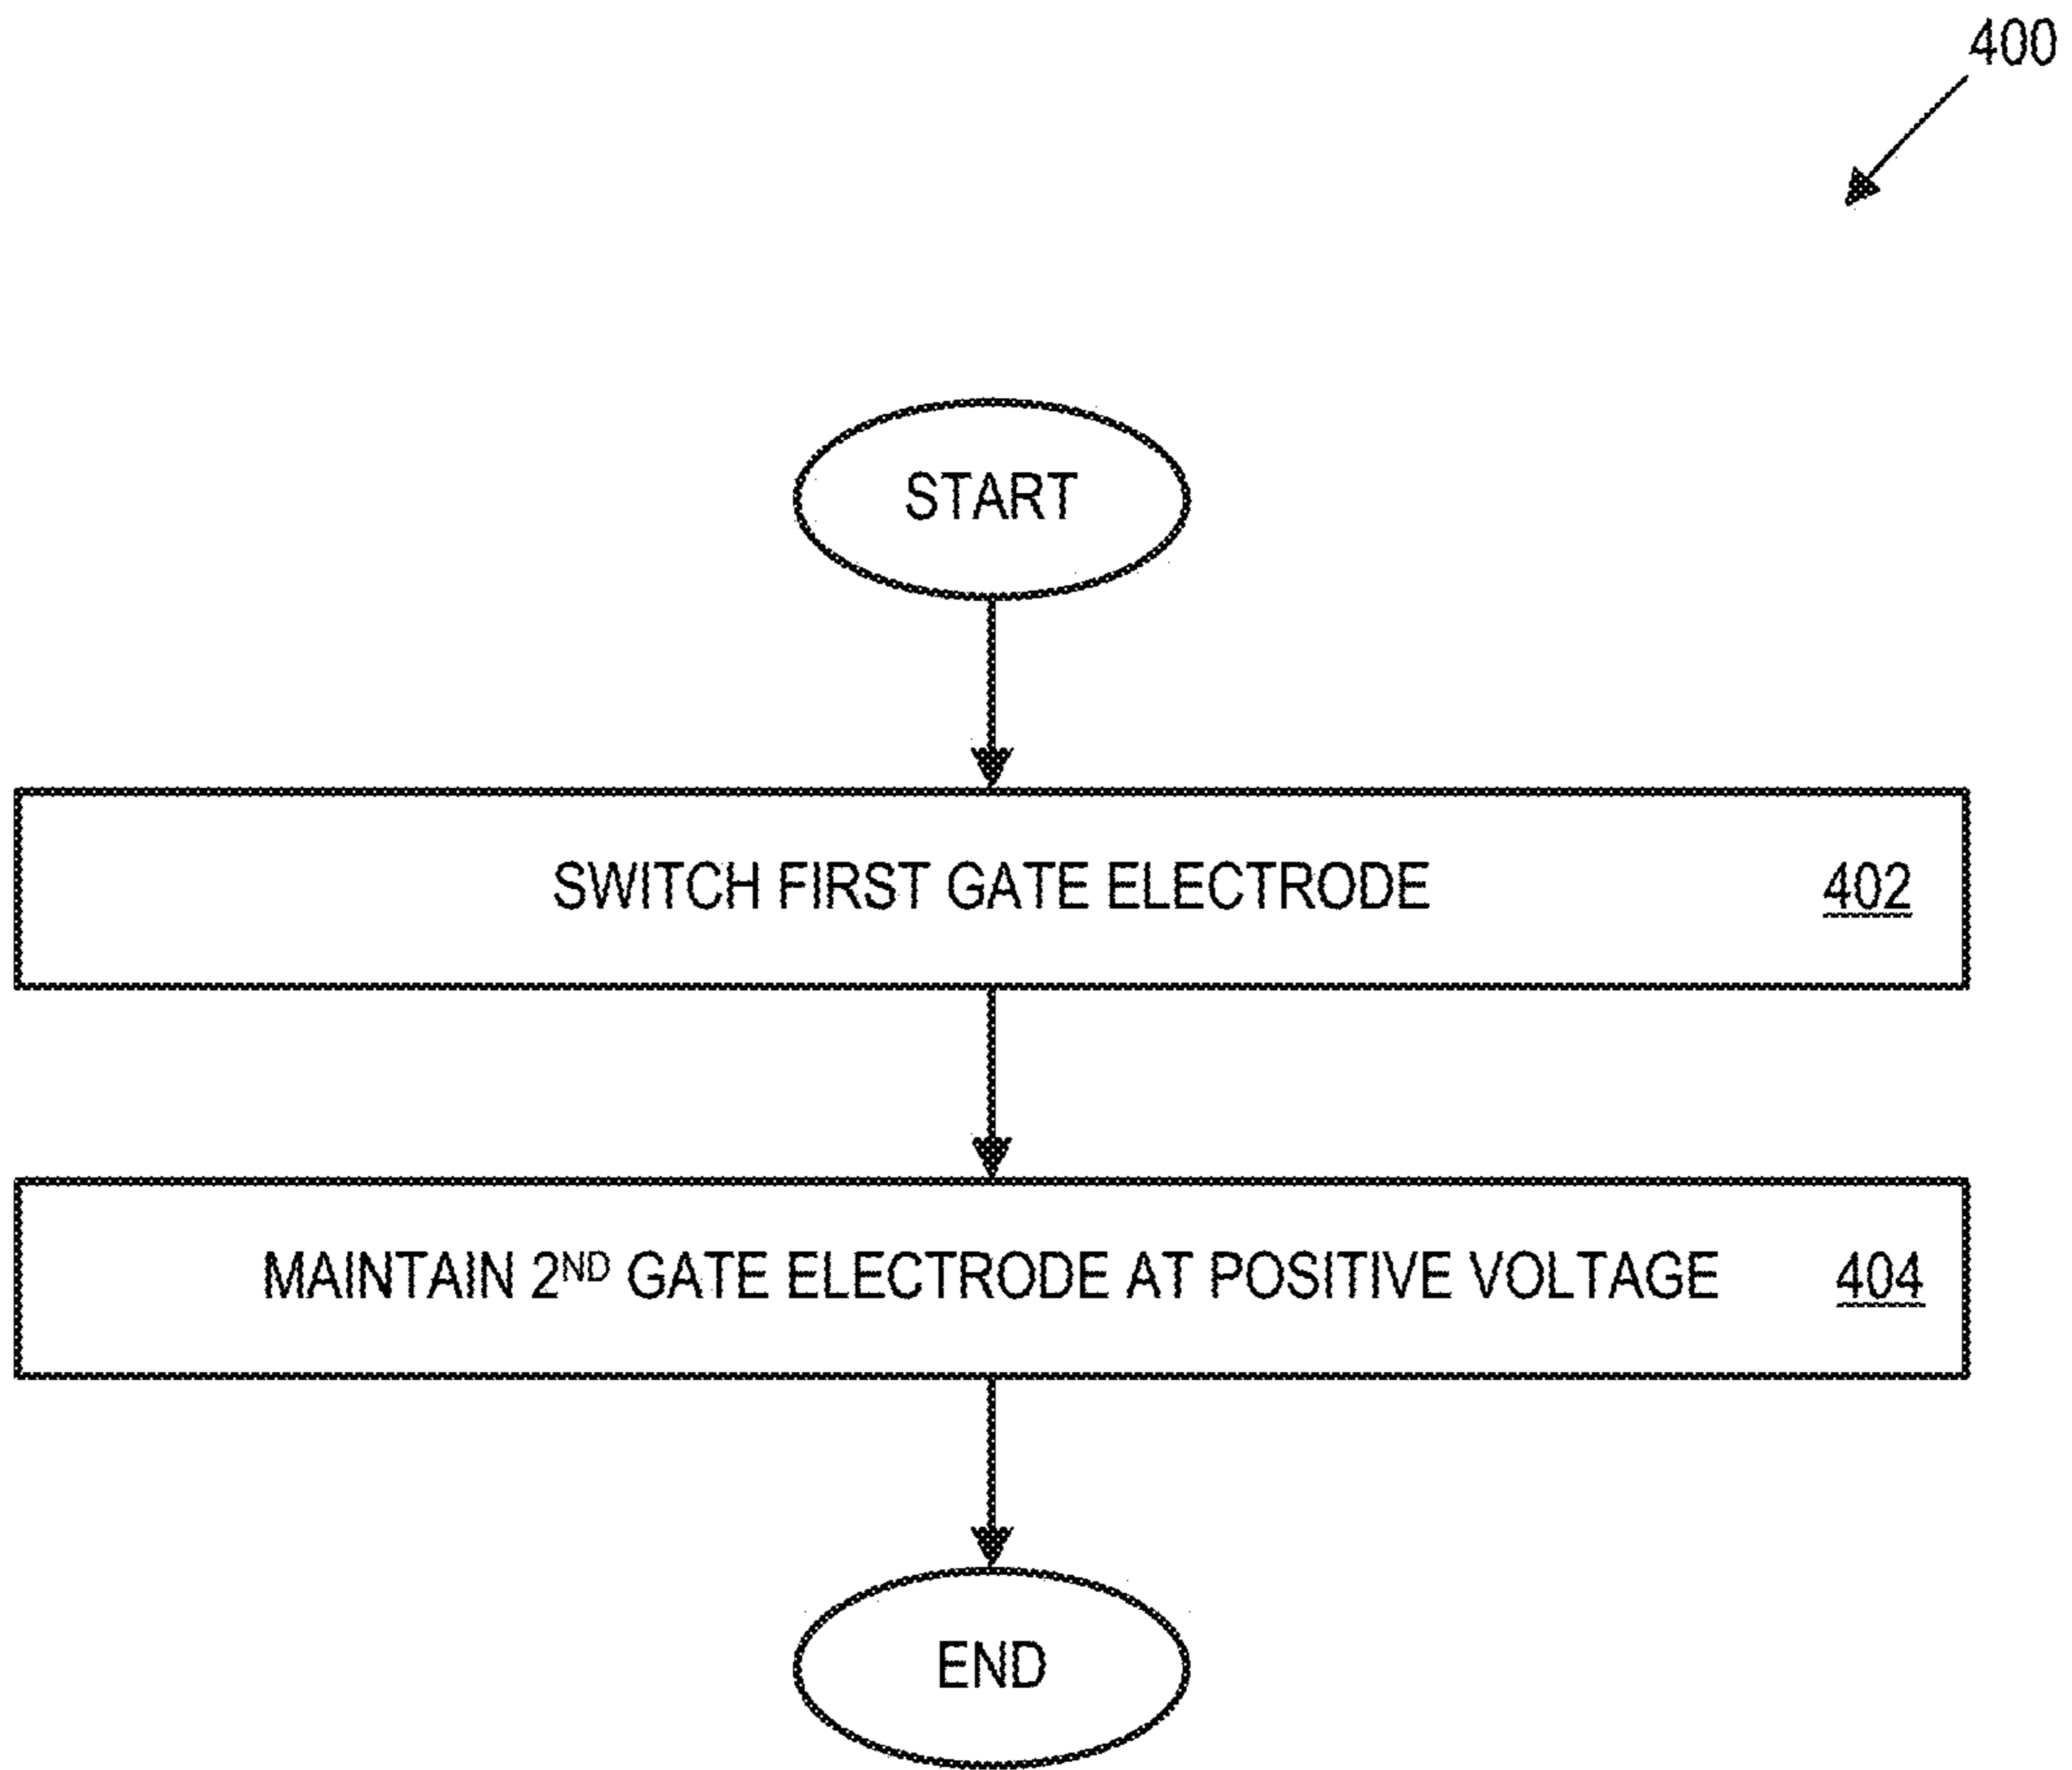 400
START
SWITCH FIRST GATE ELECTRODE 402
MAINTAIN 2ND GATE ELECTRODE AT POSITIVE VOLTAGE 404
END